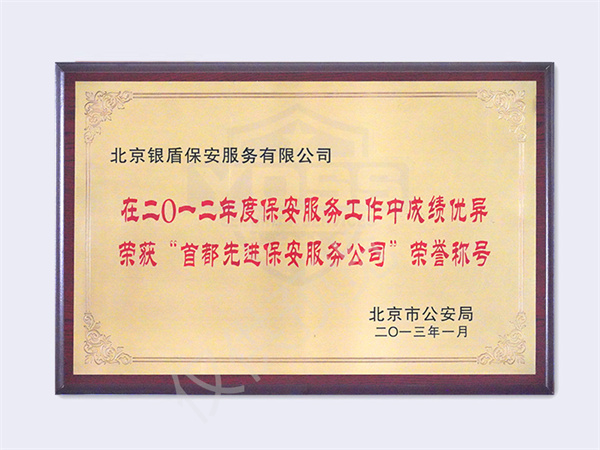 北京银盾保安服务有限公司
在二〇一二年度保安服务工作中成绩优异
荣获“首都先进保安服务公司”荣誉称号
北京市公安局
二〇一三年一月